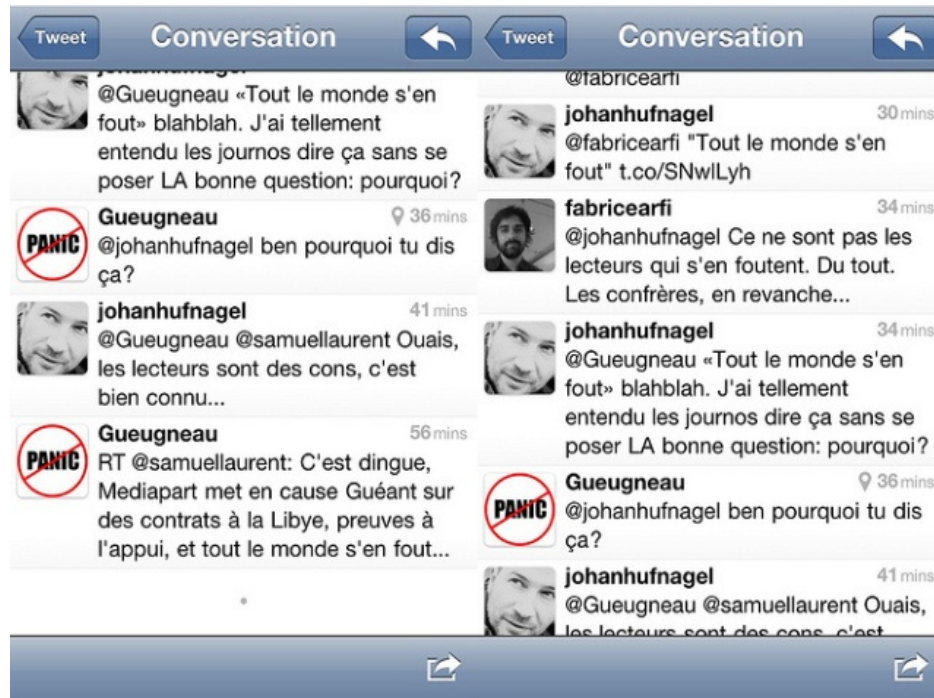 Tweet
Conversation
johanhufnagel
@Gueugneau «Tout le monde s'en
fout» blahblah. J'ai tellement
entendu les journos dire ça sans se
poser LA bonne question: pourquoi?
PANIC
Gueugneau
36 mins
@johanhufnagel ben pourquoi tu dis
ça?
johanhufnagel
41 mins
@Gueugneau @samuellaurent Ouais,
les lecteurs sont des cons, c'est
bien connu...
PANIC
Gueugneau
56 mins
RT @samuellaurent: C'est dingue,
Mediapart met en cause Guéant sur
des contrats à la Libye, preuves à
l'appui, et tout le monde s'en fout...
Tweet
Conversation
@fabricearfi
johanhufnagel
30 mins
@fabricearfi "Tout le monde s'en
fout" t.co/SNwlLyh
fabricearfi
34 mins
@johanhufnagel Ce ne sont pas les
lecteurs qui s'en foutent. Du tout.
Les confrères, en revanche...
johanhufnagel
34 mins
@Gueugneau «Tout le monde s'en
fout» blahblah. J'ai tellement
entendu les journos dire ça sans se
poser LA bonne question: pourquoi?
PANIC
Gueugneau
36 mins
@johanhufnagel ben pourquoi tu dis
ça?
johanhufnagel
41 mins
@Gueugneau @samuellaurent Ouais,
les lecteurs sont des cons, c'est